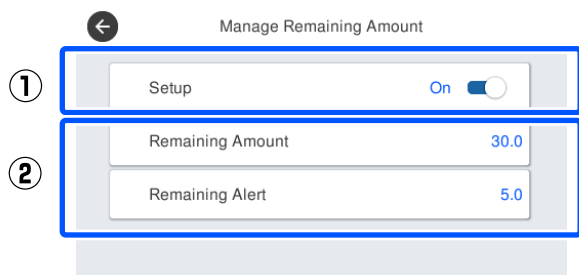 Manage Remaining Amount
①
Setup On
②
Remaining Amount 30.0
Remaining Alert 5.0